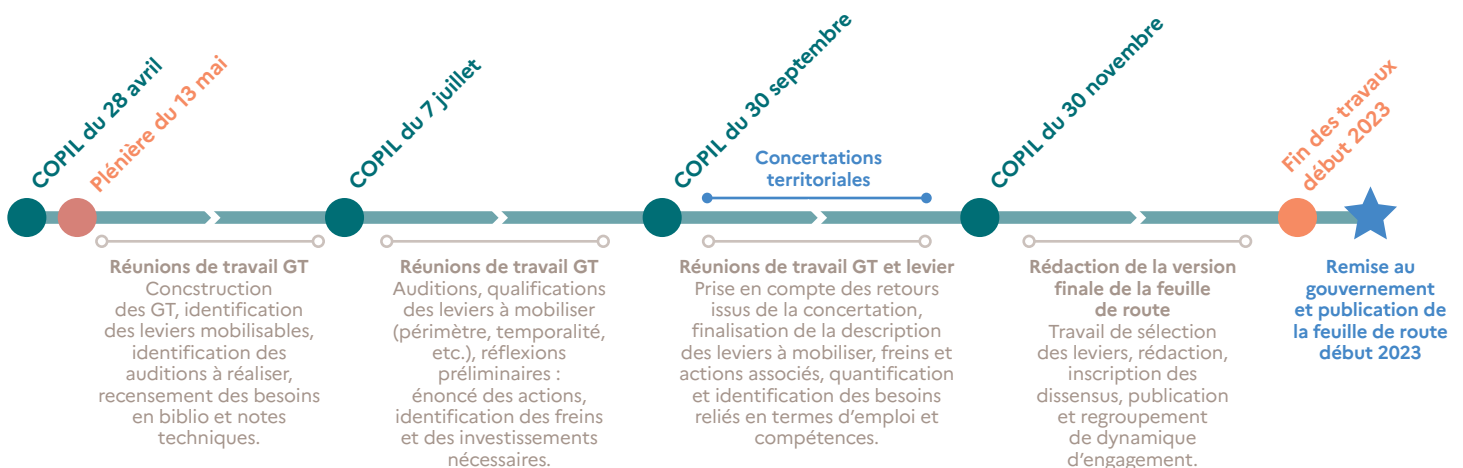 COPIL du 28 avril
Plénière du 13 mai
COPIL du 7 juillet
COPIL du 30 septembre
Concertations
territoriales
COPIL du 30 novembre
Fin des travaux
début 2023
Réunions de travail GT
Concstruction
des GT, identification
des leviers mobilisables,
identification des
auditions à réaliser,
recensement des besoins
en biblio et notes
techniques.
Réunions de travail GT
Auditions, qualifications
des leviers à mobiliser
(périmètre, temporalité,
etc.), réflexions
préliminaires :
énoncé des actions,
identification des freins
et des investissements
nécessaires.
Réunions de travail GT et levier
Prise en compte des retours
issus de la concertation,
finalisation de la description
des leviers à mobiliser, freins et
actions associés, quantification
et identification des besoins
reliés en termes d’emploi et
compétences.
Rédaction de la version
finale de la feuille
de route
Travail de sélection
des leviers, rédaction,
inscription des
dissensus, publication
et regroupement
de dynamique
d’engagement.
Remise au
gouvernement
et publication de
la feuille de route
début 2023